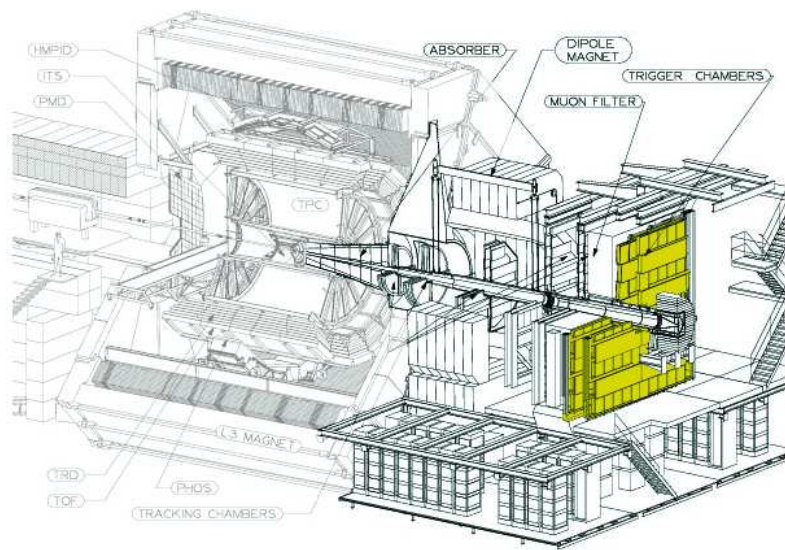 HMPID
ITS
PMD
ABSORBER
DIPOLE
MAGNET
TRIGGER CHAMBERS
MUON FILTER
TPC
L3 MAGNET
TRD
PHOS
TOF
TRACKING CHAMBERS